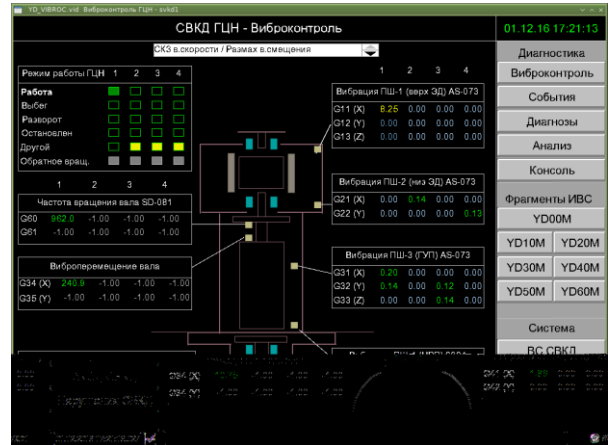 YD_VIBROC.vid Виброконтроль ГЦН - svkd1
СВКД ГЦН - Виброконтроль
01.12.16 17:21:13
СКЗ в.скорости / Размах в.смещения
Диагностика
Виброконтроль
События
Диагнозы
Анализ
Консоль
Фрагменты ИВС
YD00M
YD10M YD20M
YD30M YD40M
YD50M YD60M
Система
ВС СВКД
Режим работы ГЦН 1 2 3 4
Работа
Выбег
Разворот
Остановлен
Другой
Обратное вращ.
1 2 3 4
Частота вращения вала SD-081
G60 962.0 -1.00 -1.00 -1.00
G61 -1.00 -1.00 -1.00 -1.00
Виброперемещение вала
G34 (X) 240.9 -1.00 -1.00 -1.00
G35 (Y) -1.00 -1.00 -1.00 -1.00
1 2 3 4
Вибрация ПШ-1 (верх ЭД) AS-073
G11 (X) 8.25 0.00 0.00 0.00
G12 (Y) 0.00 0.00 0.00 0.00
G13 (Z) 0.00 0.00 0.00 0.00
Вибрация ПШ-2 (низ ЭД) AS-073
G21 (X) 0.00 0.14 0.00 0.00
G22 (Y) 0.00 0.00 0.00 0.13
Вибрация ПШ-3 (ГУП) AS-073
G31 (X) 0.20 0.00 0.00 0.00
G32 (Y) 0.14 0.00 0.12 0.00
G33 (Z) 0.00 0.00 0.14 0.00